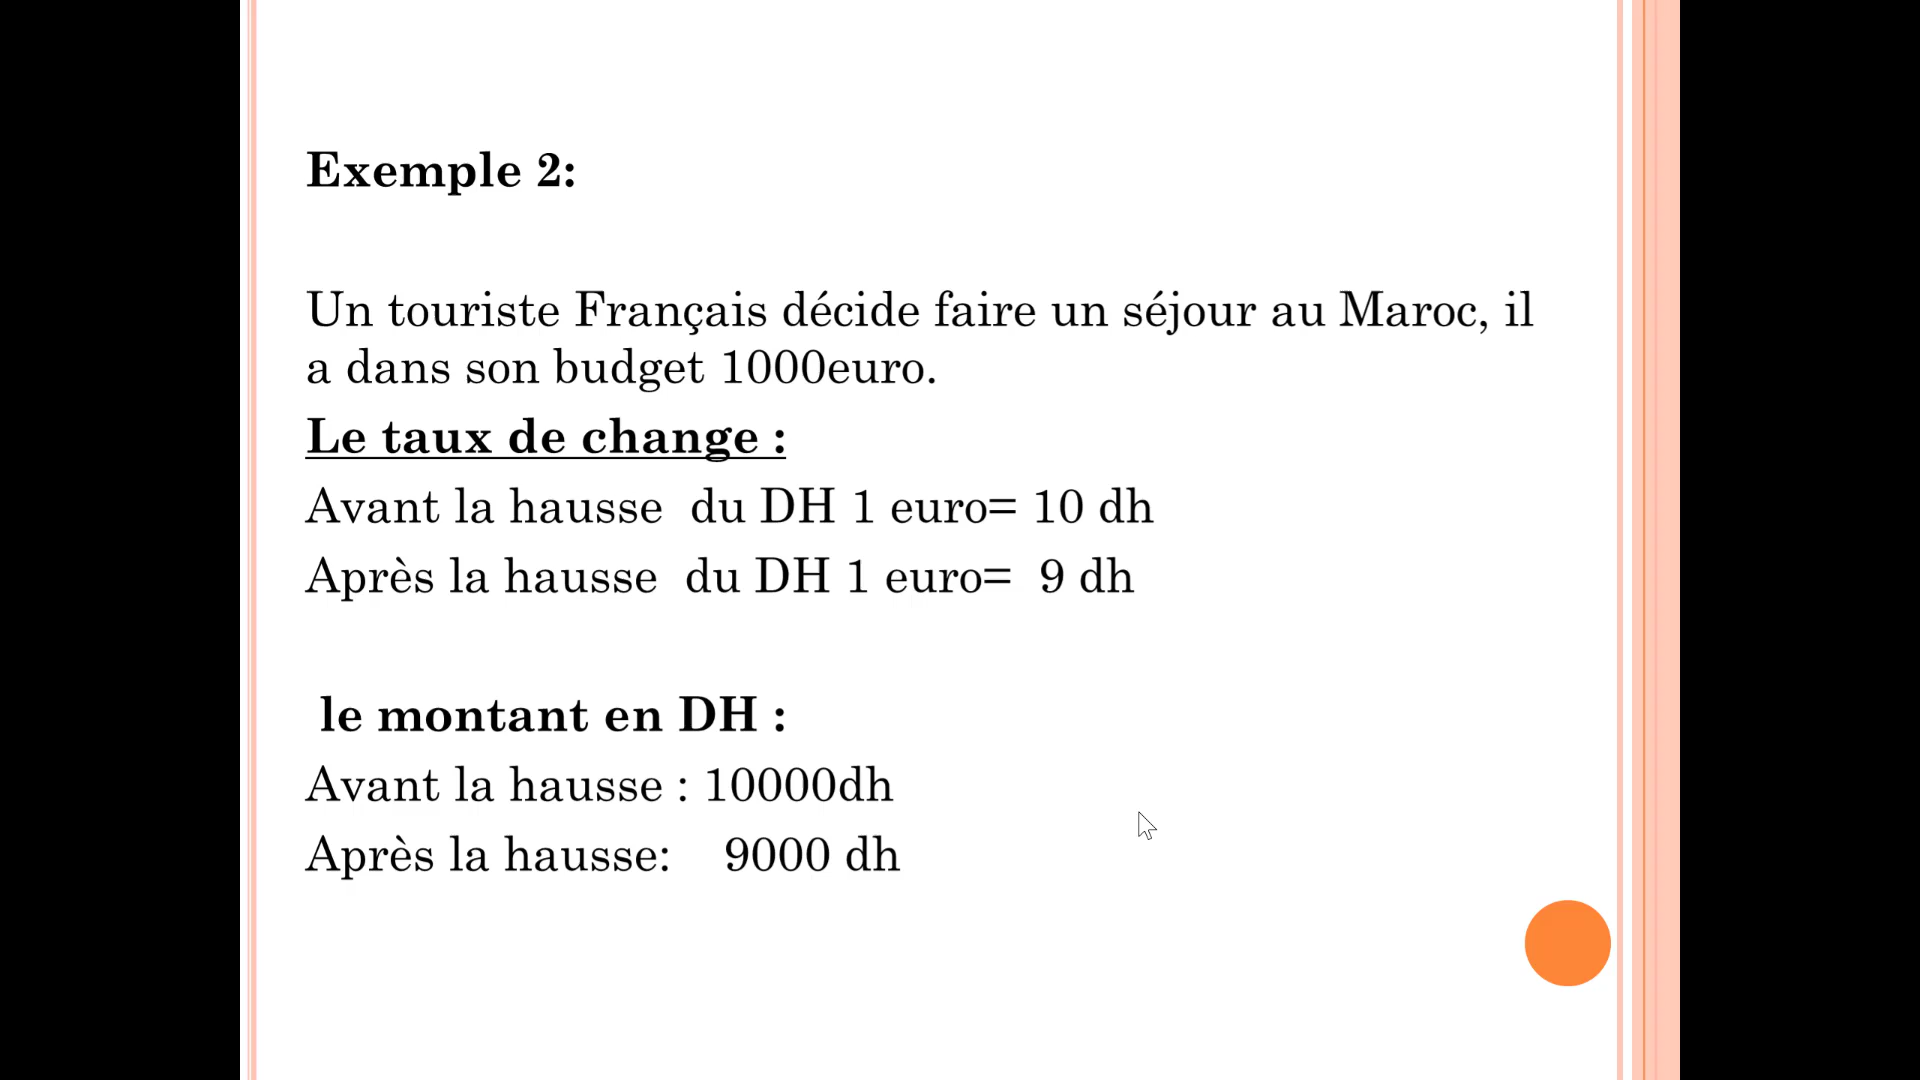 Exemple 2:
Un touriste Français décide faire un séjour au Maroc, il
a dans son budget 1000euro.
Le taux de change :
Avant la hausse  du DH 1 euro= 10 dh
Après la hausse  du DH 1 euro=  9 dh
le montant en DH :
Avant la hausse : 10000dh
Après la hausse:    9000 dh